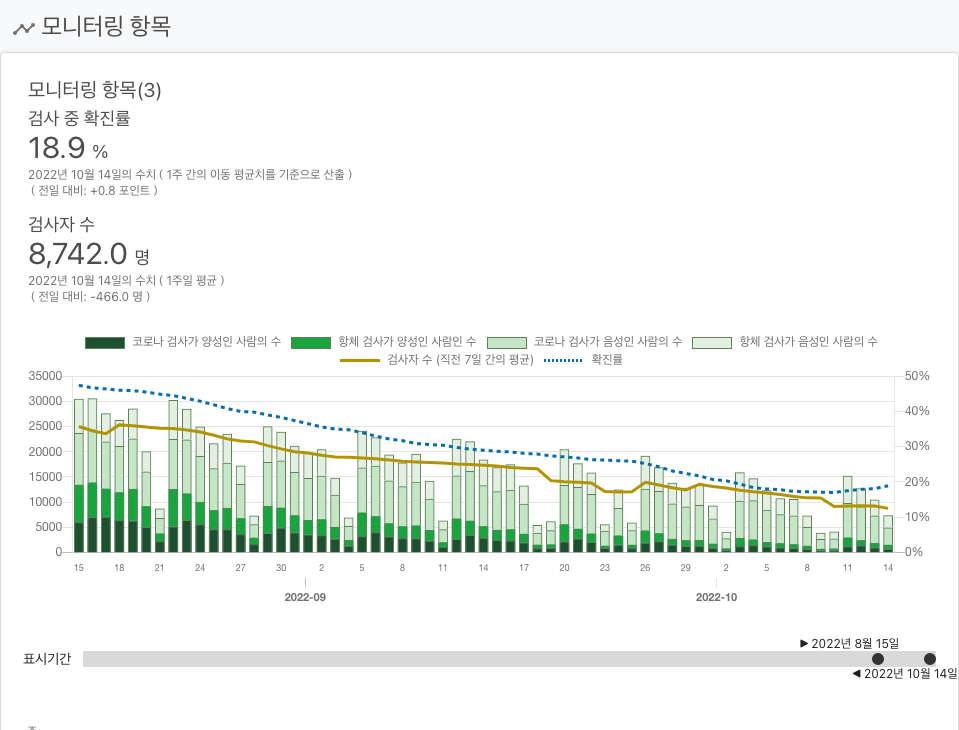 모니터링 항목
모니터링 항목(3)
검사 중 확진률
18.9 %
2022년 10월 14일의 수치 ( 1주 간의 이동 평균치를 기준으로 산출 )
( 전일 대비: +0.8 포인트 )
검사자 수
8,742.0 명
2022년 10월 14일의 수치 ( 1주일 평균 )
( 전일 대비: -466.0 명 )
코로나 검사가 양성인 사람의 수 항체 검사가 양성인 사람인 수 코로나 검사가 음성인 사람의 수 항체 검사가 음성인 사람의 수
검사자 수 (직전 7일 간의 평균) 확진률
35000 50%
30000 40%
25000
20000 30%
15000 20%
10000
5000 10%
0 0%
15 18 21 24 27 30 2 5 8 11 14 17 20 23 26 29 2 5 8 11 14
2022-09 2022-10
▶ 2022년 8월 15일
표시기간
◀ 2022년 10월 14일